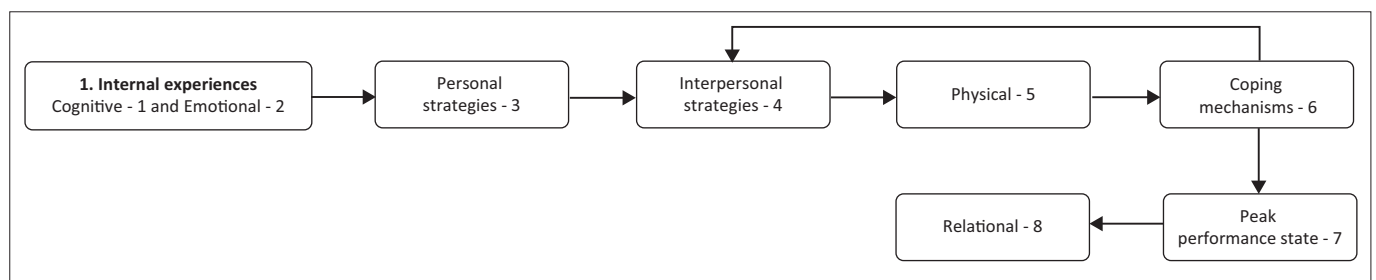 1. Internal experiences
Cognitive - 1 and Emotional - 2
Personal
strategies - 3
Interpersonal
strategies - 4
Physical - 5
Coping
mechanisms - 6
Relational - 8
Peak
performance state - 7